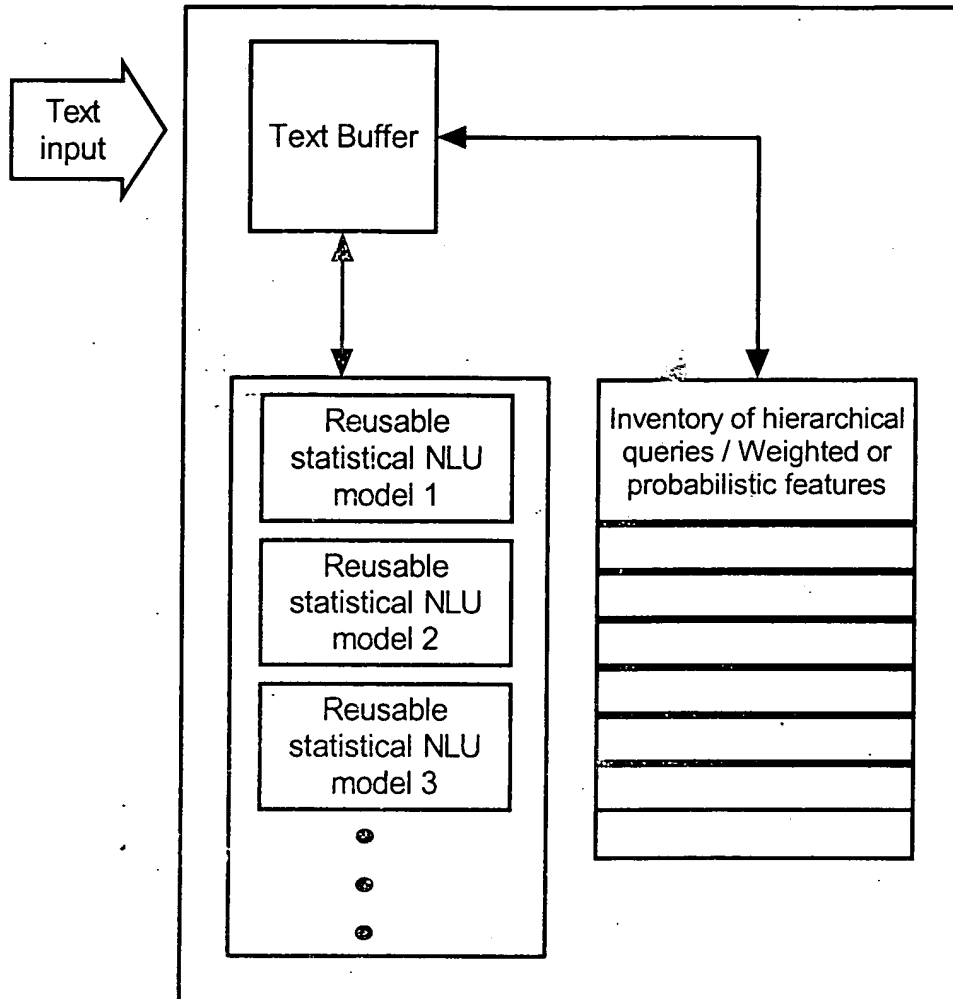 Text
input
Text Buffer
Reusable
statistical NLU
model 1
Reusable
statistical NLU
model 2
Reusable
statistical NLU
model 3
Inventory of hierarchical
queries / Weighted or
probabilistic features